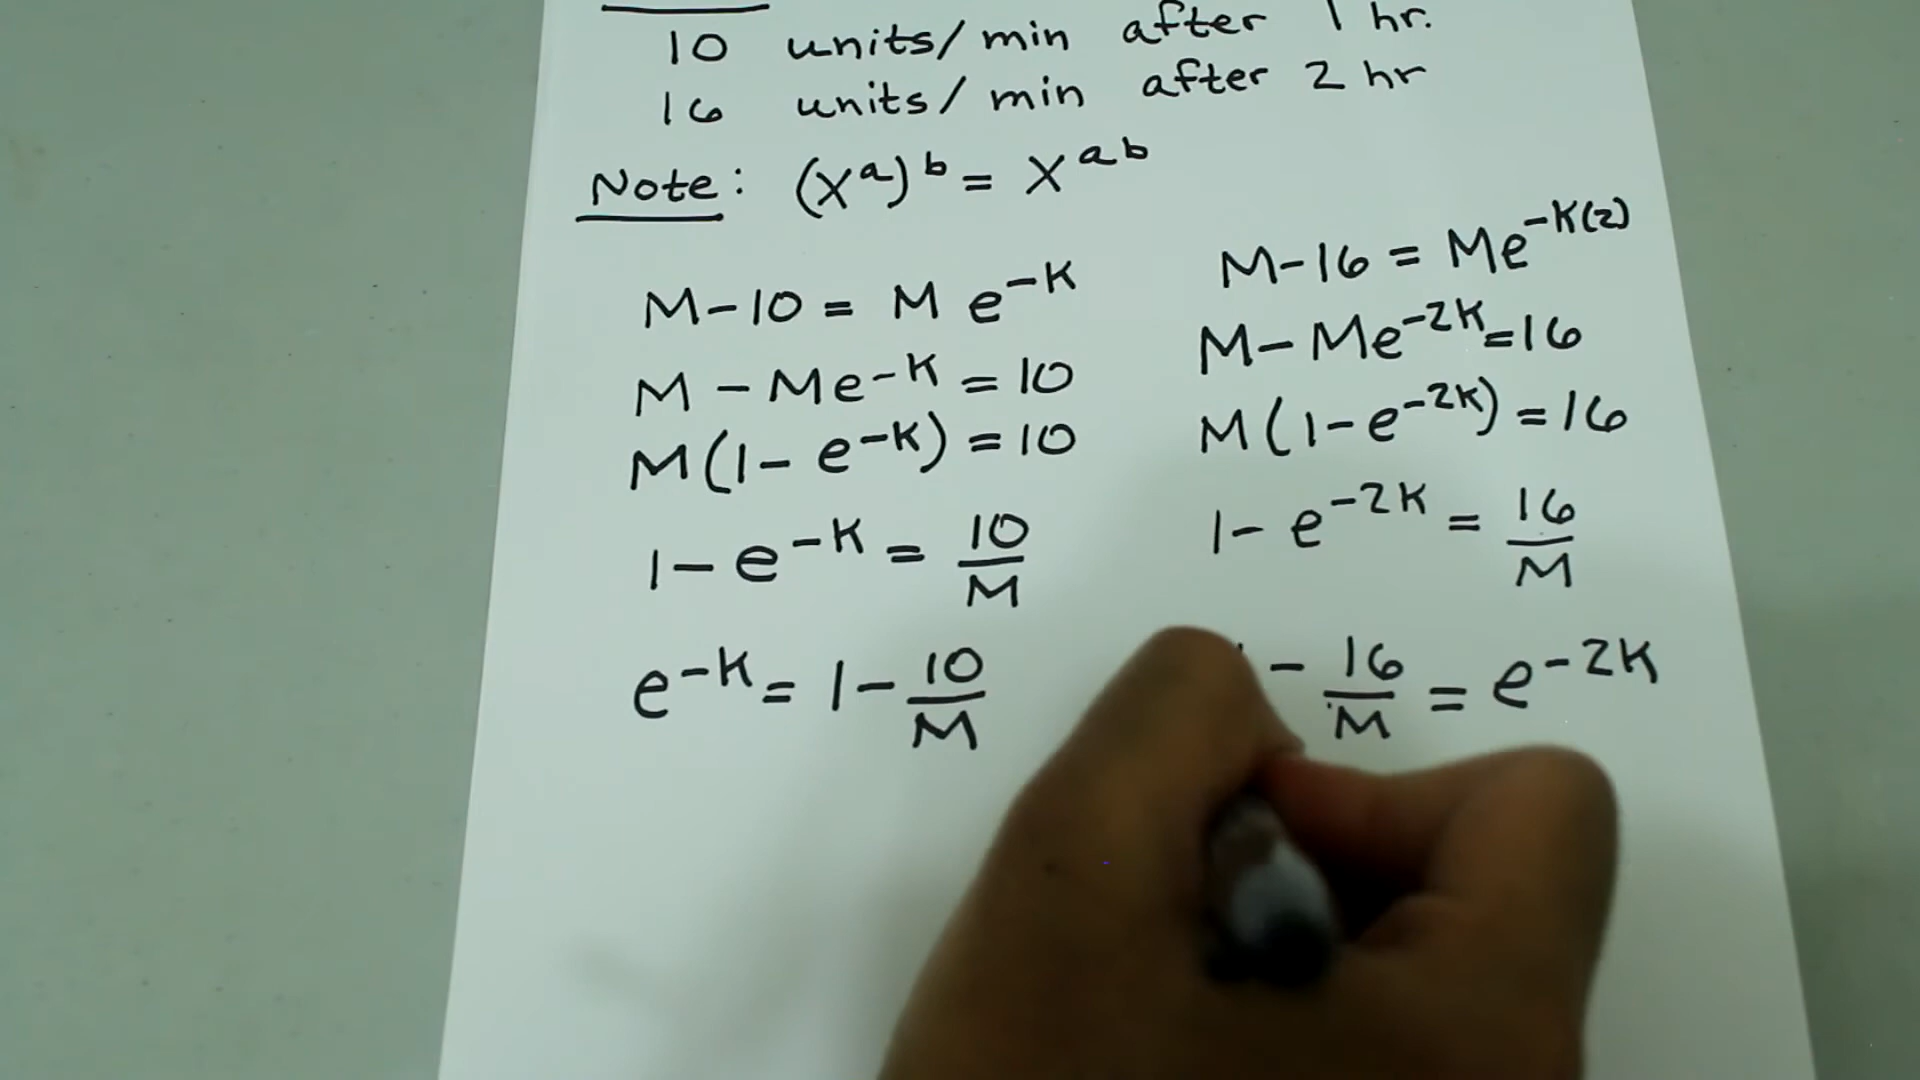 10 units/min after 1 hr.
16 units/min after 2 hr
Note: (x^a)^b = x^ab
M-10 = M e^-k
M - Me^-k = 10
M(1- e^-k) = 10
1- e^-k = 10/M
e^-k = 1- 10/M
M-16 = Me^-k(2)
M- Me^-2k = 16
M(1-e^-2k) = 16
1- e^-2k = 16/M
- 16/M = e^-2k